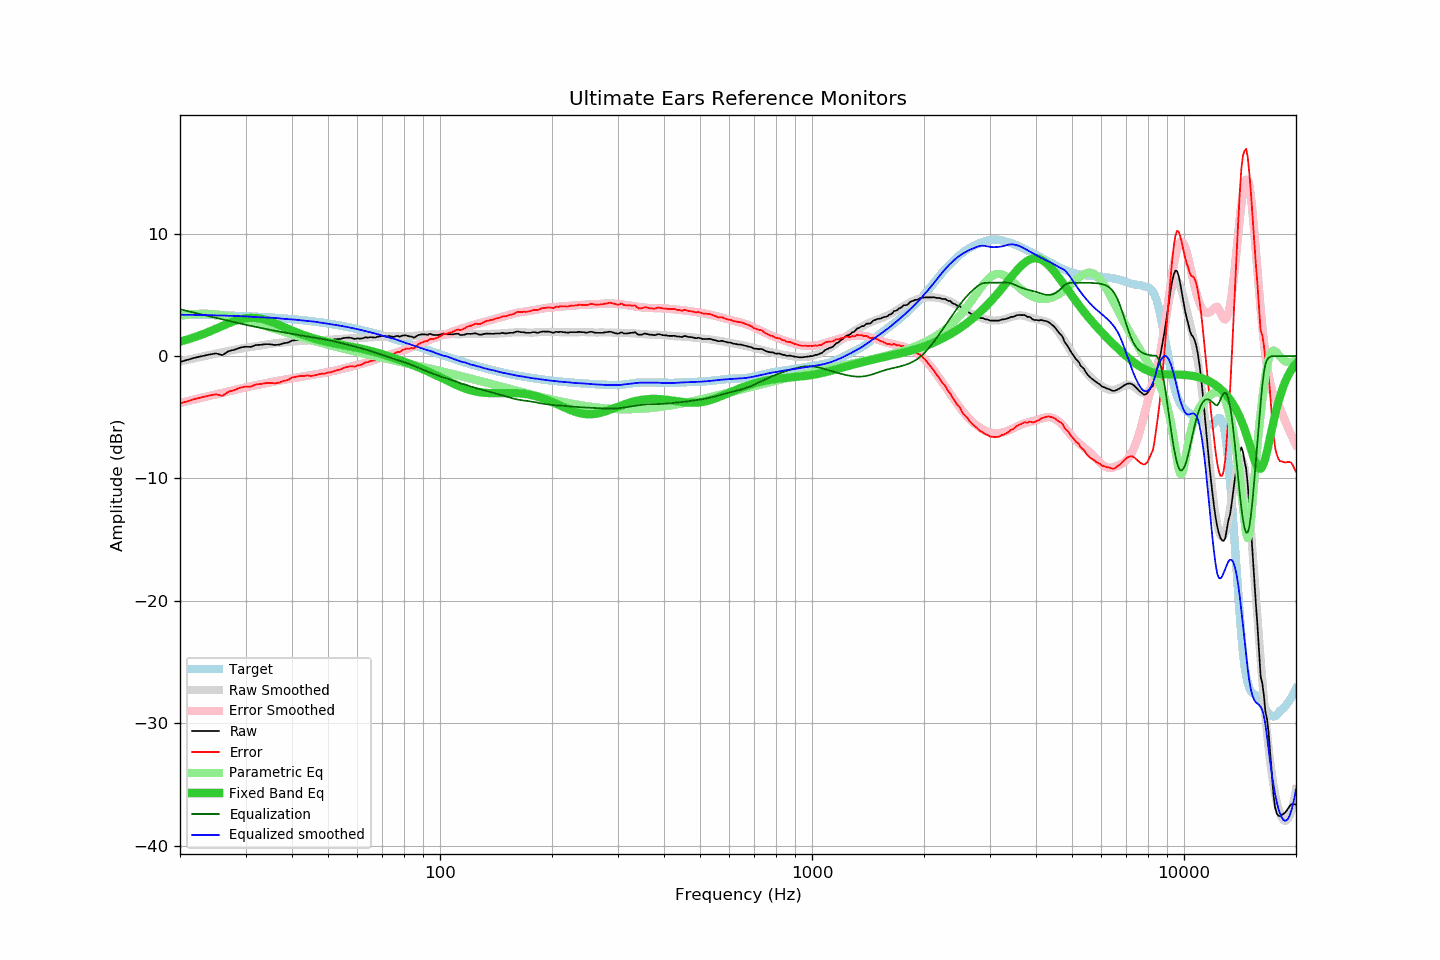 Ultimate Ears Reference Monitors
Amplitude (dBr)
10
0
−10
−20
−30
−40
Target
Raw Smoothed
Error Smoothed
Raw
Error
Parametric Eq
Fixed Band Eq
Equalization
Equalized smoothed
100
1000
10000
Frequency (Hz)